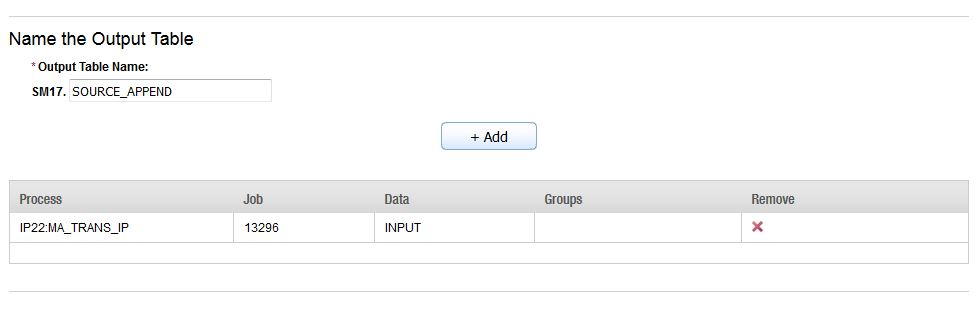 Name the Output Table
* Output Table Name:
SM17. SOURCE_APPEND
+ Add
Process Job Data Groups Remove
IP22:MA_TRANS_IP 13296 INPUT